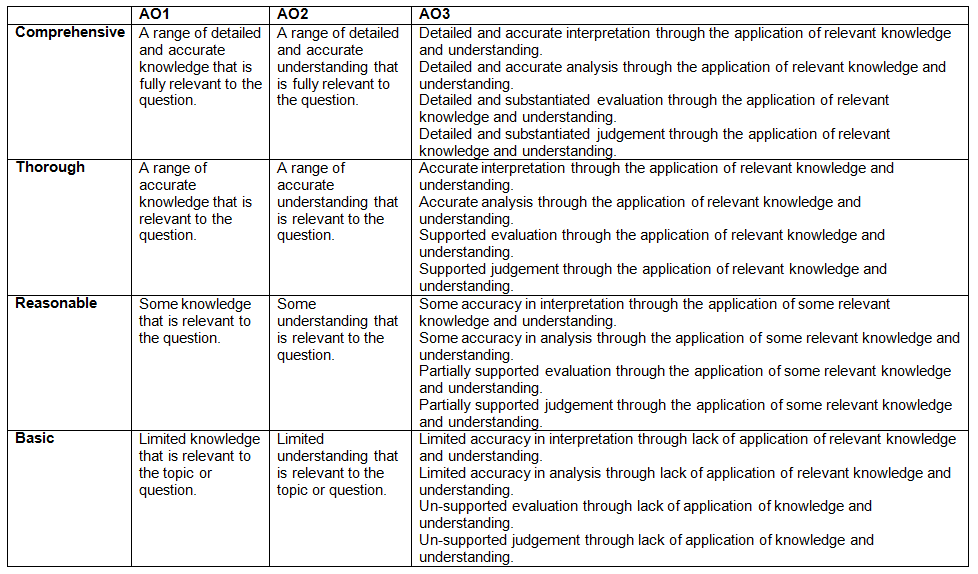 AO1 AO2 AO3
Comprehensive
A range of detailed
and accurate
knowledge that is
fully relevant to the
question.
A range of detailed
and accurate
understanding that
is fully relevant to
the question.
Detailed and accurate interpretation through the application of relevant knowledge
and understanding.
Detailed and accurate analysis through the application of relevant knowledge and
understanding.
Detailed and substantiated evaluation through the application of relevant
knowledge and understanding.
Detailed and substantiated judgement through the application of relevant
knowledge and understanding.
Thorough
A range of
accurate
knowledge that is
relevant to the
question.
A range of
accurate
understanding that
is relevant to the
question.
Accurate interpretation through the application of relevant knowledge and
understanding.
Accurate analysis through the application of relevant knowledge and
understanding.
Supported evaluation through the application of relevant knowledge and
understanding.
Supported judgement through the application of relevant knowledge and
understanding.
Reasonable
Some knowledge
that is relevant to
the question.
Some
understanding that
is relevant to the
question.
Some accuracy in interpretation through the application of some relevant
knowledge and understanding.
Some accuracy in analysis through the application of some relevant knowledge and
understanding.
Partially supported evaluation through the application of some relevant knowledge
and understanding.
Partially supported judgement through the application of some relevant knowledge
and understanding.
Basic
Limited knowledge
that is relevant to
the topic or
question.
Limited
understanding that
is relevant to the
topic or question.
Limited accuracy in interpretation through lack of application of relevant knowledge
and understanding.
Limited accuracy in analysis through lack of application of relevant knowledge and
understanding.
Un-supported evaluation through lack of application of knowledge and
understanding.
Un-supported judgement through lack of application of knowledge and
understanding.